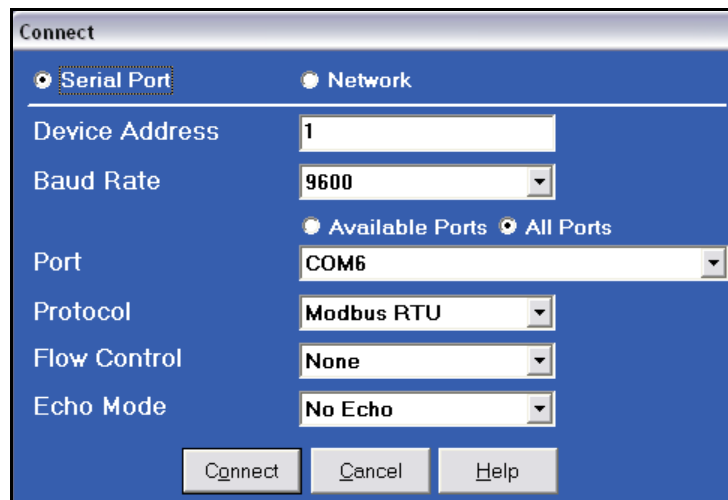 Connect
Serial Port Network
Device Address 1
Baud Rate 9600
Available Ports All Ports
Port COM6
Protocol Modbus RTU
Flow Control None
Echo Mode No Echo
Connect Cancel Help